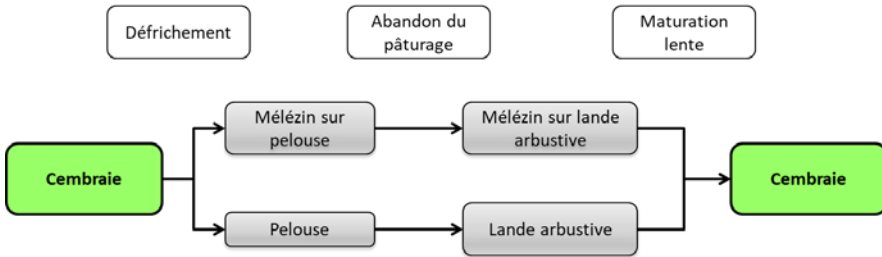 Défrichement
Abandon du
pâturage
Maturation
lente
Mélézin sur
pelouse
Mélézin sur lande
arbustive
Cembraie
Cembraie
Pelouse
Lande arbustive